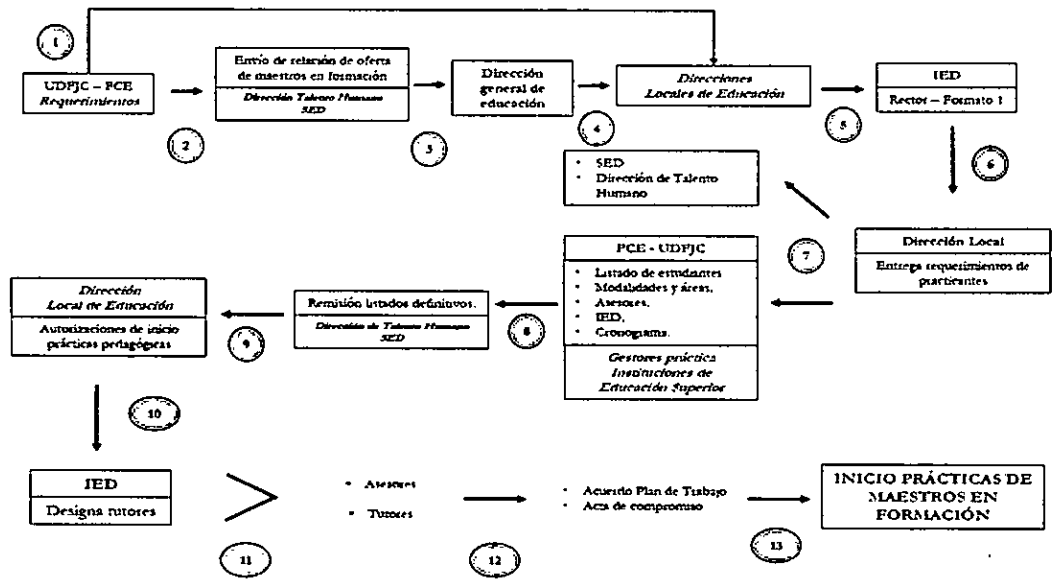 1
UDFJC – FCE
Requerimientos
2
Envío de relación de oferta
de maestros en formación
Dirección Talento Humano
SED
3
Dirección
general de
educación
4
Direcciones
Locales de Educación
5
IED
Rector – Formato 1
6
• SED
• Dirección de Talento
Humano
7
Dirección Local
Entrega requerimientos de
practicantes
FCE - UDFJC
• Listado de estudiantes
• Modalidades y áreas,
• Asesores,
• IED,
• Cronograma.
Gestores práctica
Instituciones de
Educación Superior
8
Remisión listados definitivos.
Dirección de Talento Humano
SED
9
Dirección
Local de Educación
Autorizaciones de inicio
prácticas pedagógicas
10
IED
Designa tutores
11
• Asesores
• Tutores
12
• Acuerdo Plan de Trabajo
• Acta de compromiso
13
INICIO PRÁCTICAS DE
MAESTROS EN
FORMACIÓN